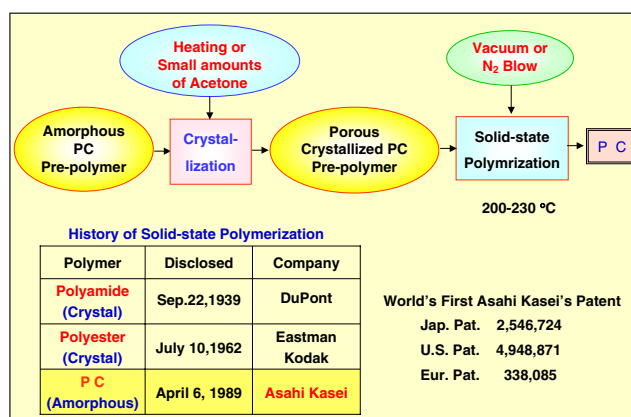 Heating or
Small amounts
of Acetone
Vacuum or
N₂ Blow
Amorphous
PC
Pre-polymer
Crystal-
lization
Porous
Crystallized PC
Pre-polymer
Solid-state
Polymrization
P C
200-230 ºC
History of Solid-state Polymerization
Polymer Disclosed Company
Polyamide
(Crystal)
Sep.22,1939
DuPont
Polyester
(Crystal)
July 10,1962
Eastman
Kodak
P C
(Amorphous)
April 6, 1989
Asahi Kasei
World's First Asahi Kasei's Patent
Jap. Pat. 2,546,724
U.S. Pat. 4,948,871
Eur. Pat. 338,085